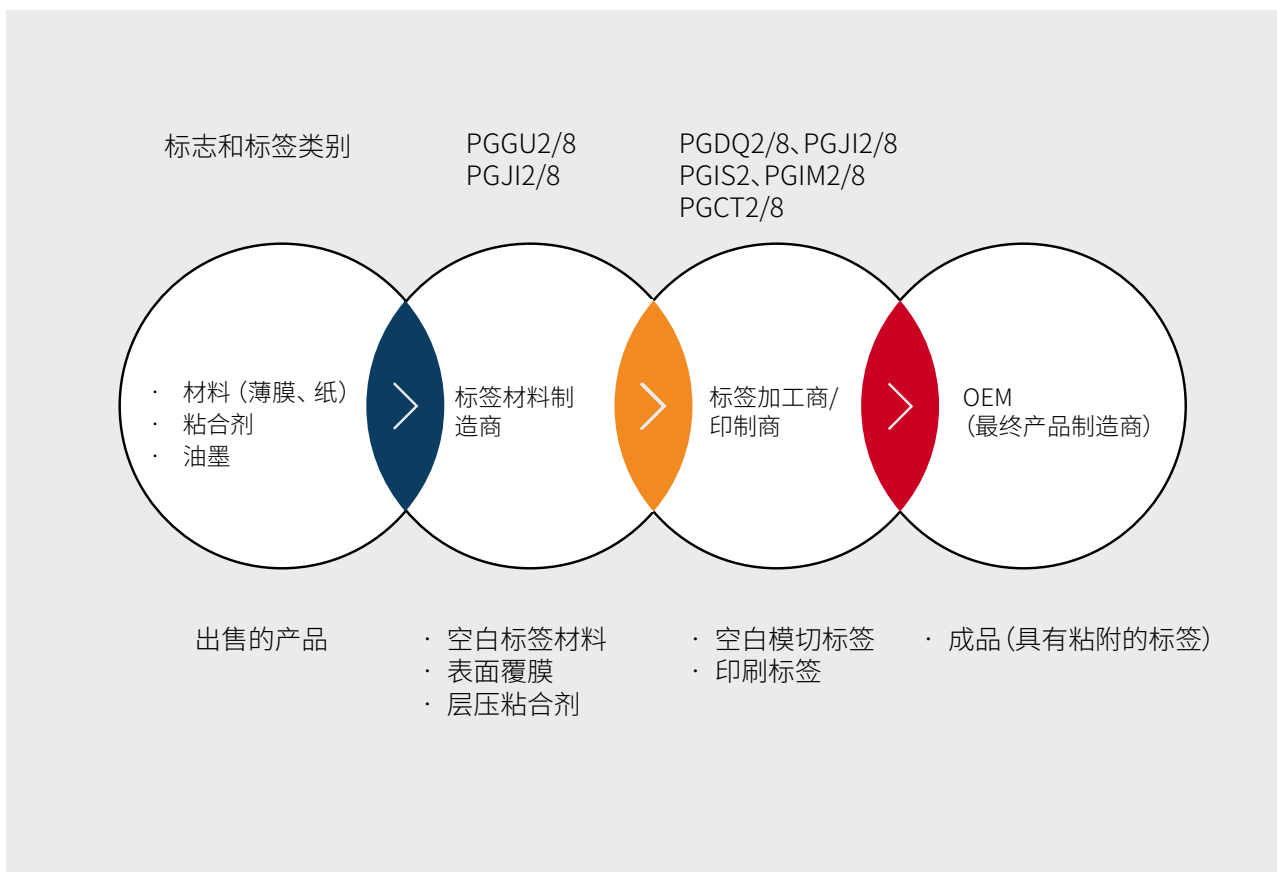 标志和标签类别
PGGU2/8
PGJI2/8
PGDQ2/8、PGJI2/8
PGIS2、PGIM2/8
PGCT2/8
· 材料（薄膜、纸）
· 粘合剂
· 油墨
标签材料制
造商
标签加工商/
印制商
OEM
（最终产品制造商）
出售的产品
· 空白标签材料
· 表面覆膜
· 层压粘合剂
· 空白模切标签
· 印刷标签
· 成品（具有粘附的标签）